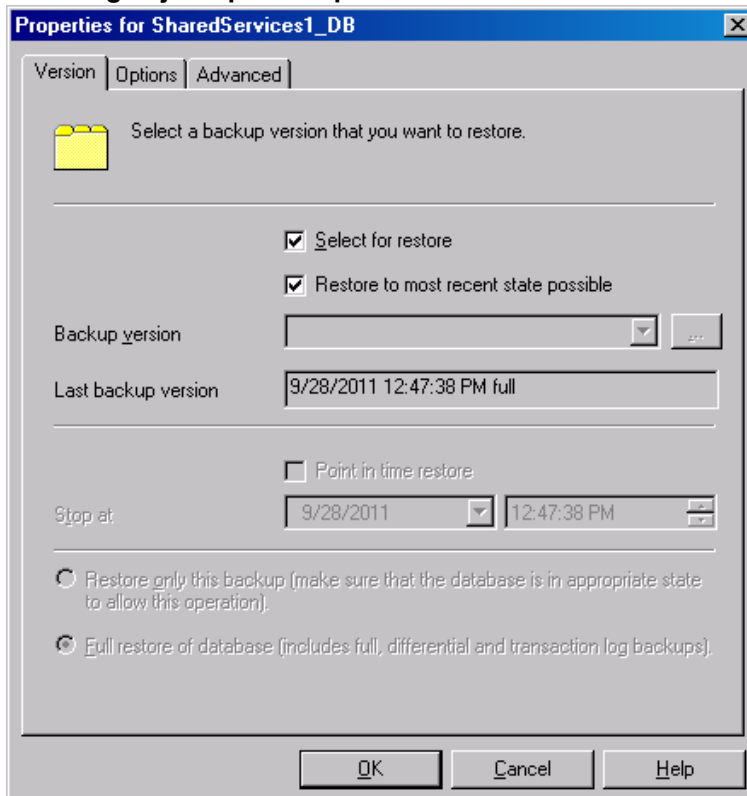 Properties for SharedServices1_DB
Version Options Advanced
Select a backup version that you want to restore.
Select for restore
Restore to most recent state possible
Backup version ...
Last backup version 9/28/2011 12:47:38 PM full
Point in time restore
Stop at 9/28/2011 12:47:38 PM
Restore only this backup (make sure that the database is in appropriate state
to allow this operation).
Full restore of database (includes full, differential and transaction log backups).
OK Cancel Help